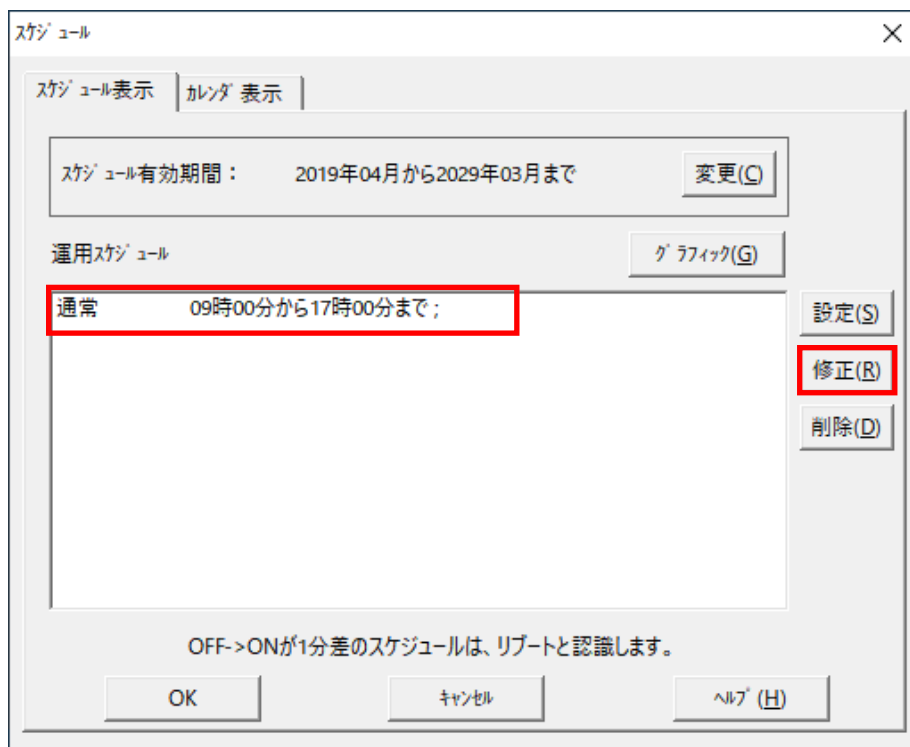 ｽｹｼﾞｭｰﾙ
ｽｹｼﾞｭｰﾙ表示 ｶﾚﾝﾀﾞ表示
ｽｹｼﾞｭｰﾙ有効期間： 2019年04月から2029年03月まで 変更(C)
運用ｽｹｼﾞｭｰﾙ ｸﾞﾗﾌｨｯｸ(G)
通常 09時00分から17時00分まで ;
設定(S)
修正(R)
削除(D)
OFF->ONが1分差のスケジュールは、リブートと認識します。
OK ｷｬﾝｾﾙ ﾍﾙﾌﾟ(H)